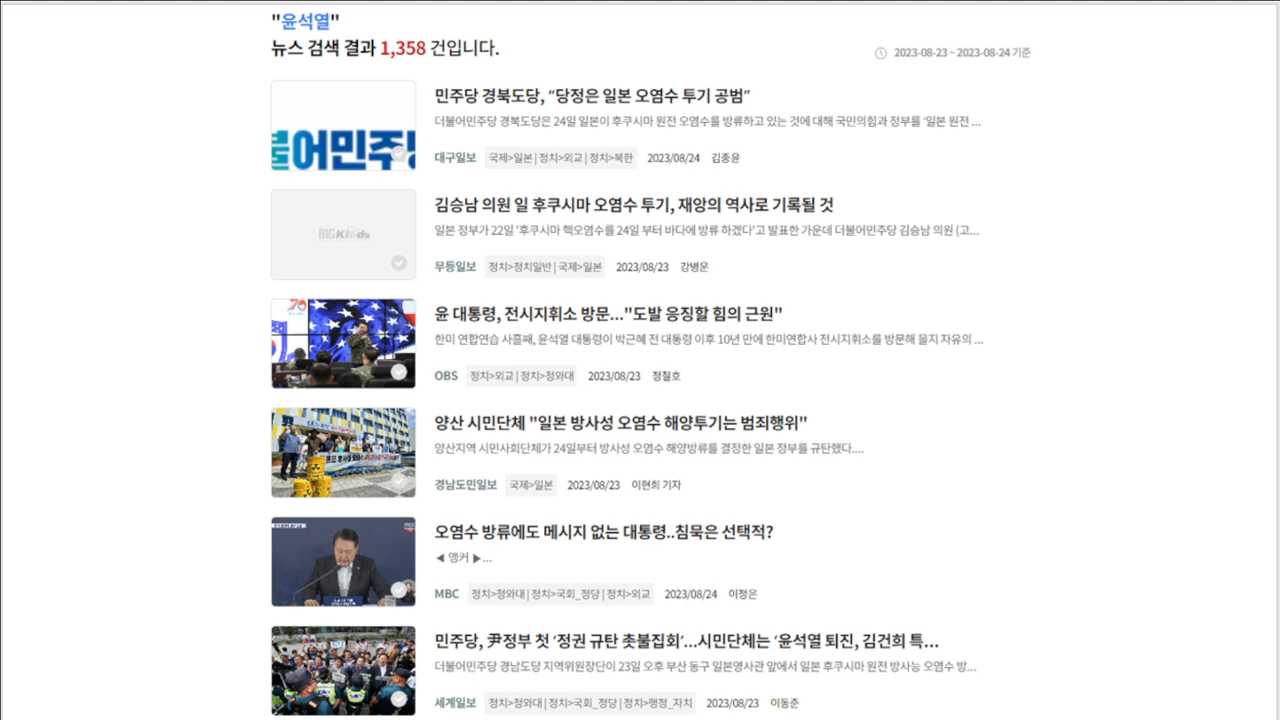 "윤석열"
뉴스 검색 결과 1,358 건입니다.
2023-08-23 ~ 2023-08-24 기준
민주당 경북도당, “당정은 일본 오염수 투기 공범”
더불어민주당 경북도당은 24일 일본이 후쿠시마 원전 오염수를 방류하고 있는 것에 대해 국민의힘과 정부를 '일본 원전 ...
불어민주당
대구일보 국제>일본 | 정치>외교 | 정치>북한 2023/08/24 김종윤
김승남 의원 일 후쿠시마 오염수 투기, 재앙의 역사로 기록될 것
일본 정부가 22일 '후쿠시마 핵오염수를 24일 부터 바다에 방류 하겠다'고 발표한 가운데 더불어민주당 김승남 의원 (고...
BIGKinds
무등일보 정치>정치일반 | 국제>일본 2023/08/23 강병운
윤 대통령, 전시지휘소 방문..."도발 응징할 힘의 근원"
한미 연합연습 사흘째, 윤석열 대통령이 박근혜 전 대통령 이후 10년 만에 한미연합사 전시지휘소를 방문해 을지 자유의 ...
OBS 정치>외교 | 정치>청와대 2023/08/23 정철호
양산 시민단체 "일본 방사성 오염수 해양투기는 범죄행위"
양산지역 시민사회단체가 24일부터 방사성 오염수 해양방류를 결정한 일본 정부를 규탄했다....
경남도민일보 국제>일본 2023/08/23 이현희 기자
오염수 방류에도 메시지 없는 대통령..침묵은 선택적?
◀ 앵커 ▶...
MBC 정치>청와대 | 정치>국회_정당 | 정치>외교 2023/08/24 이정은
민주당, 尹정부 첫 ‘정권 규탄 촛불집회’...시민단체는 ‘윤석열 퇴진, 김건희 특...
더불어민주당 경남도당 지역위원장단이 23일 오후 부산 동구 일본영사관 앞에서 일본 후쿠시마 원전 방사능 오염수 방...
세계일보 정치>청와대 | 정치>국회_정당 | 정치>행정_자치 2023/08/23 이동준